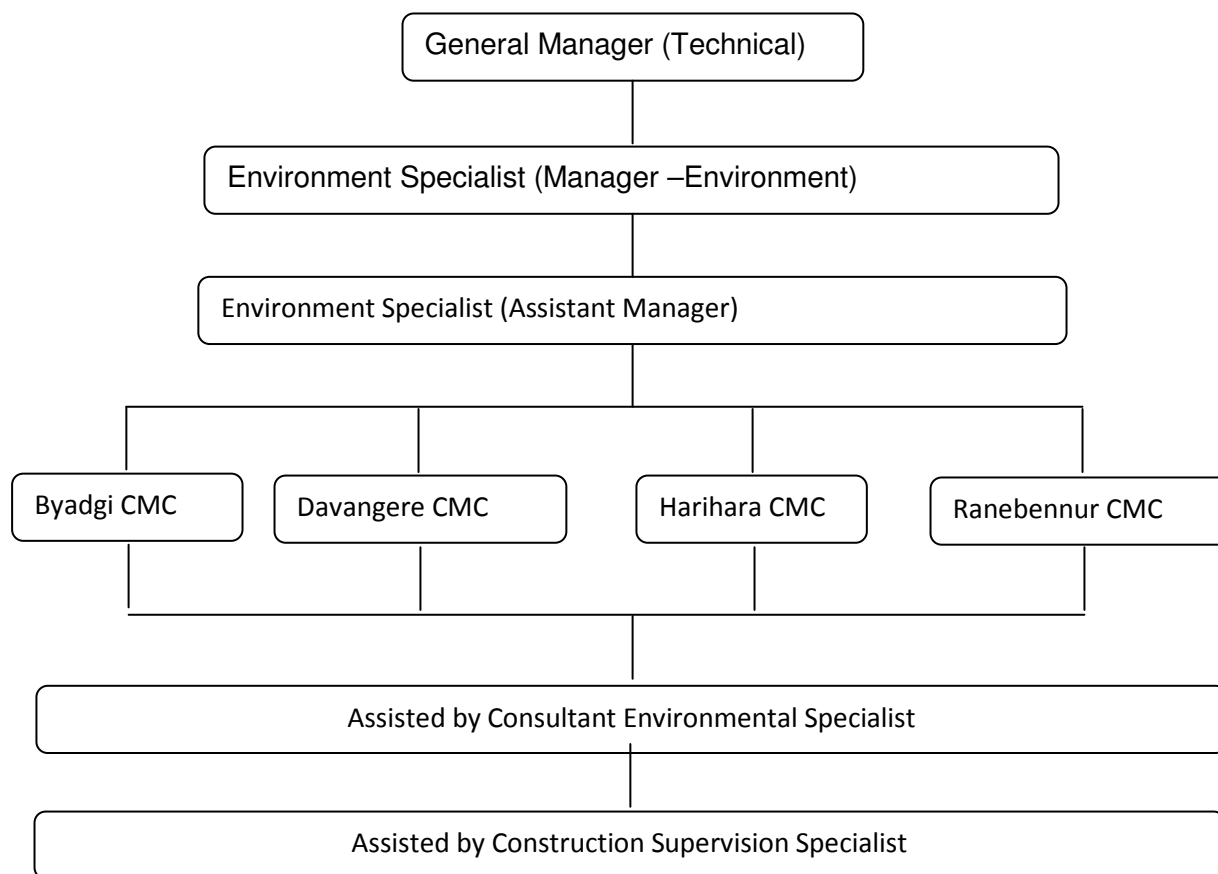 General Manager (Technical)
Environment Specialist (Manager –Environment)
Environment Specialist (Assistant Manager)
Byadgi CMC
Davangere CMC
Harihara CMC
Ranebennur CMC
Assisted by Consultant Environmental Specialist
Assisted by Construction Supervision Specialist